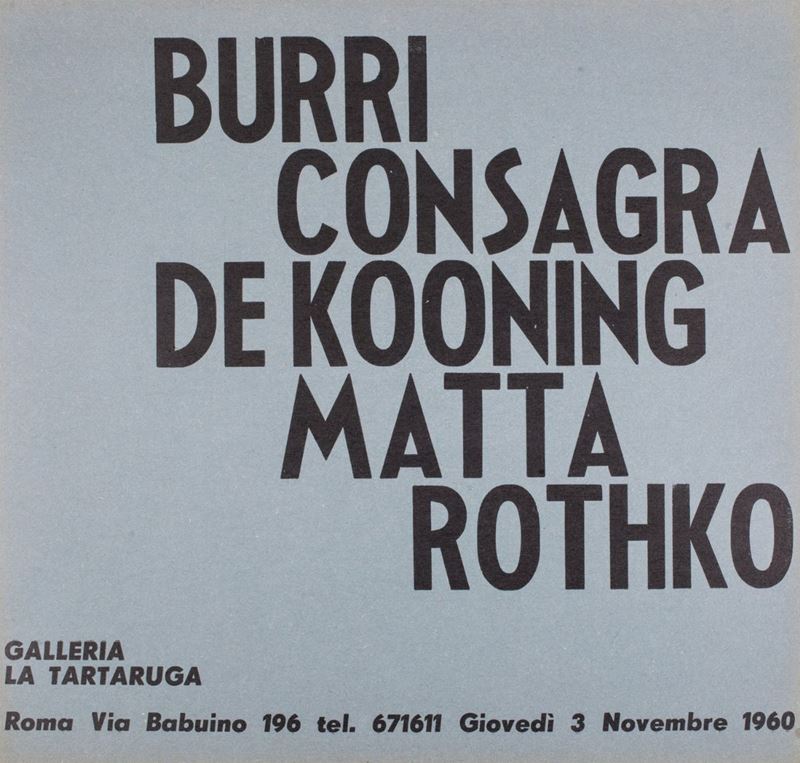 BURRI
CONSAGRA
DE KOONING
MATTA
ROTHKO
GALLERIA
LA TARTARUGA
Roma Via Babuino 196 tel. 671611 Giovedì 3 Novembre 1960